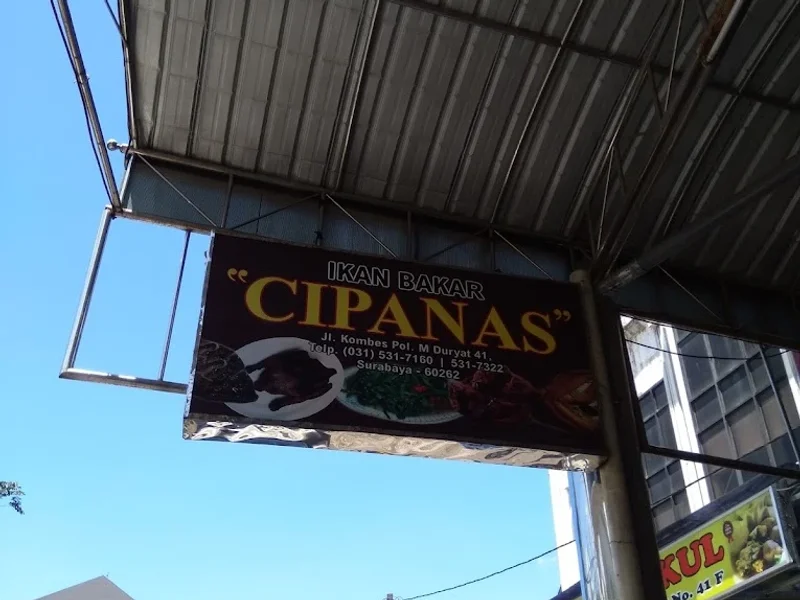 IKAN BAKAR
"CIPANAS"
Jl. Kombes Pol. M Duryat 41,
Telp. (031) 531-7160 | 531-7322
Surabaya - 60262
KUL
No. 41 F